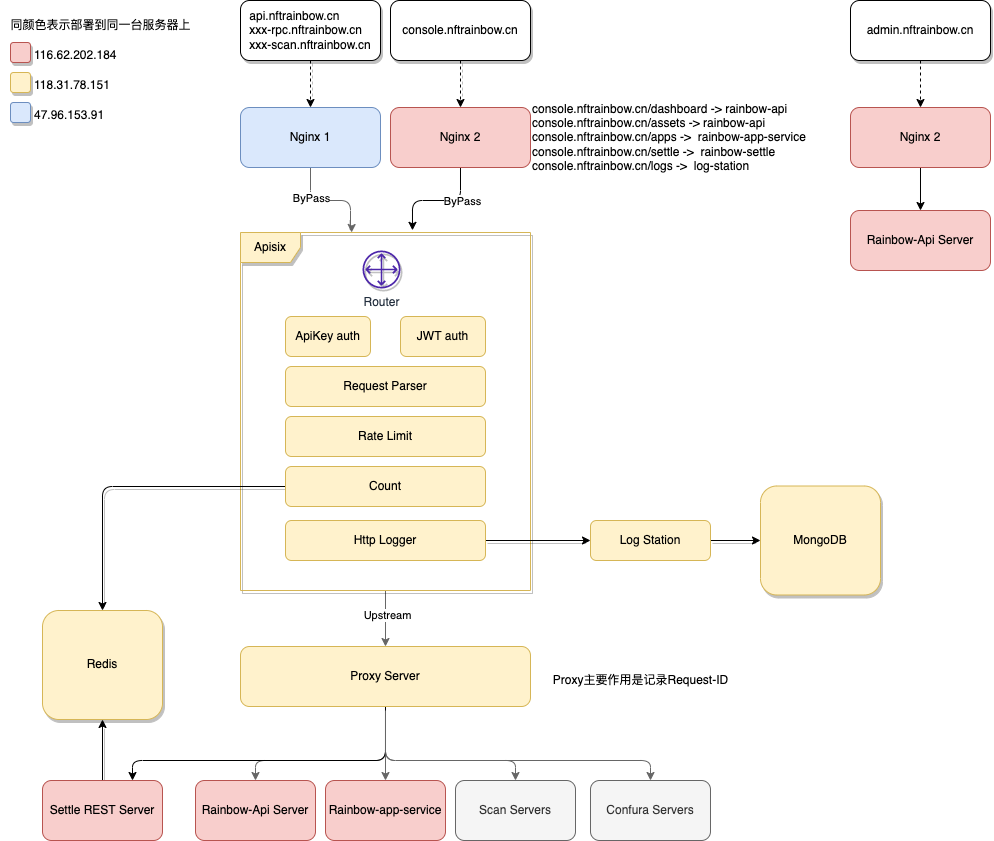 同颜色表示部署到同一台服务器上
116.62.202.184
118.31.78.151
47.96.153.91
api.nftrainbow.cn
xxx-rpc.nftrainbow.cn
xxx-scan.nftrainbow.cn
console.nftrainbow.cn
admin.nftrainbow.cn
Nginx 1
Nginx 2
console.nftrainbow.cn/dashboard -> rainbow-api
console.nftrainbow.cn/assets -> rainbow-api
console.nftrainbow.cn/apps -> rainbow-app-service
console.nftrainbow.cn/settle -> rainbow-settle
console.nftrainbow.cn/logs -> log-station
Nginx 2
ByPass
ByPass
Rainbow-Api Server
Apisix
Router
ApiKey auth
JWT auth
Request Parser
Rate Limit
Count
Http Logger
Log Station
MongoDB
Upstream
Redis
Proxy Server
Proxy主要作用是记录Request-ID
Settle REST Server
Rainbow-Api Server
Rainbow-app-service
Scan Servers
Confura Servers